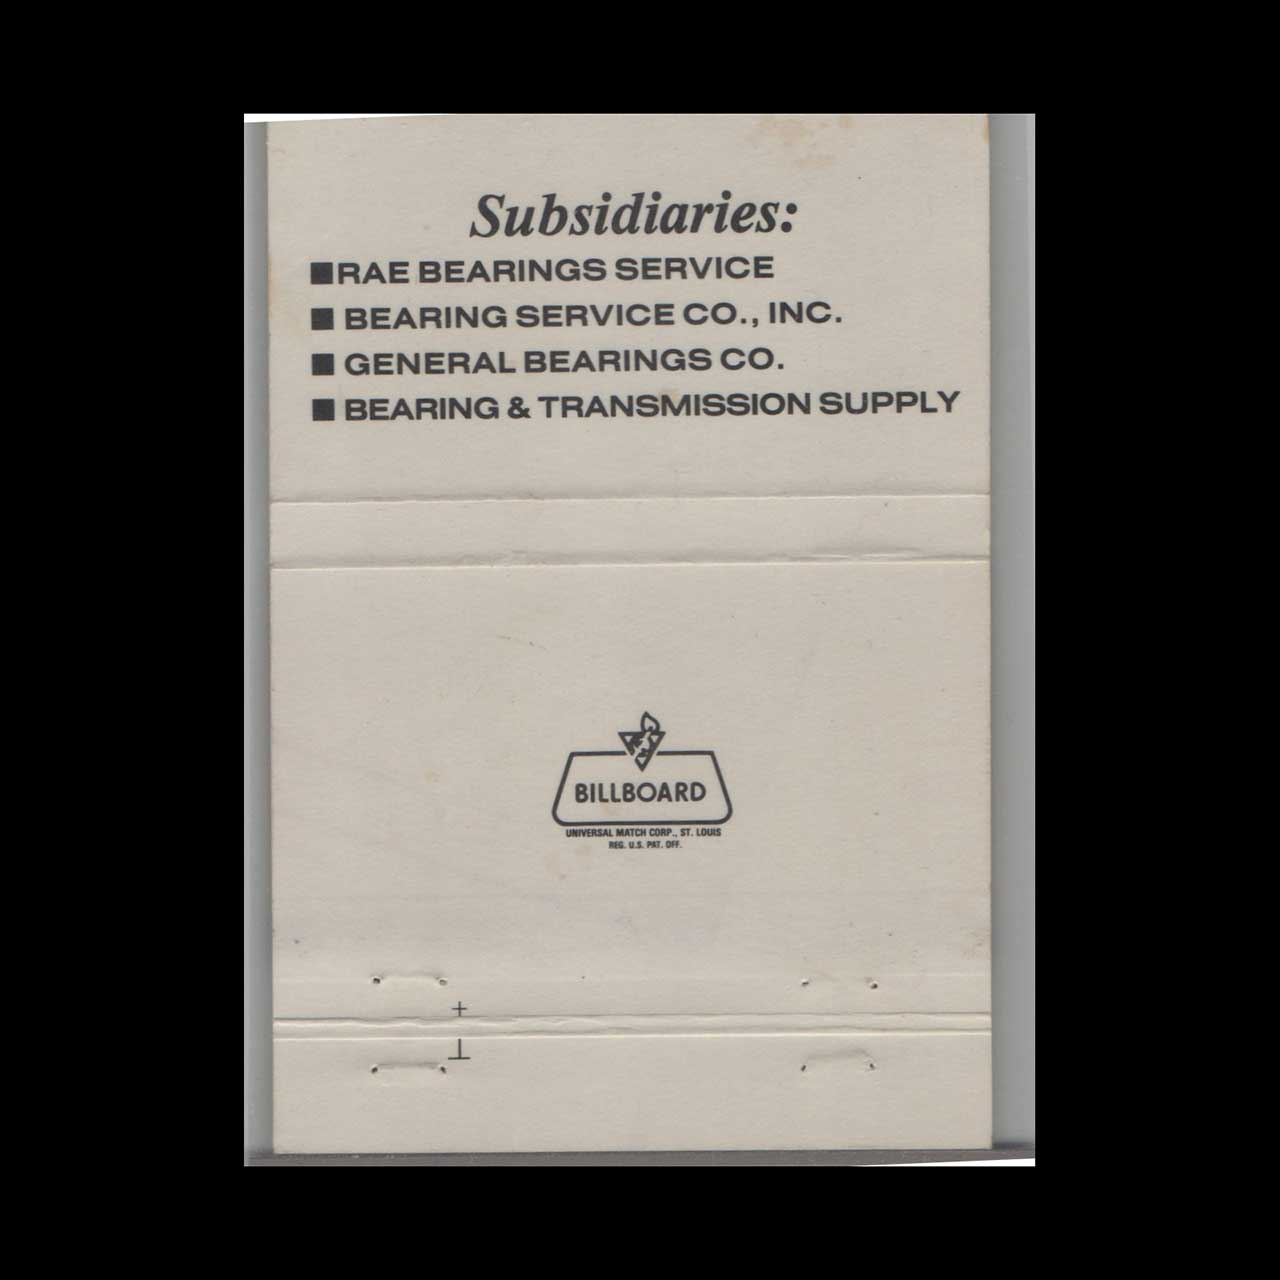 Subsidiaries:
■RAE BEARINGS SERVICE
■ BEARING SERVICE CO., INC.
■ GENERAL BEARINGS CO.
■ BEARING & TRANSMISSION SUPPLY
BILLBOARD
UNIVERSAL MATCH CORP., ST. LOUIS
REG. U.S. PAT. OFF.